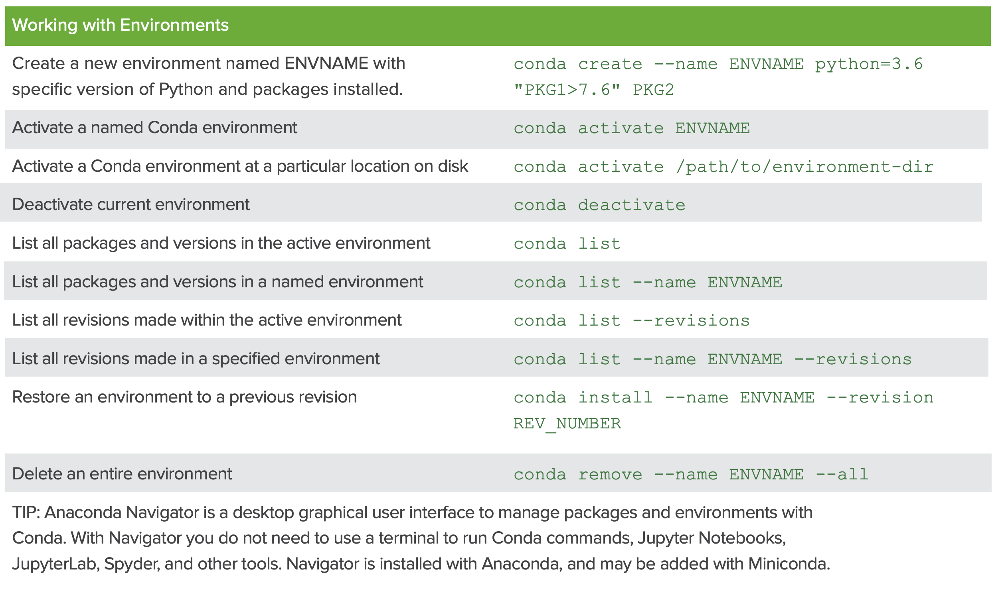 Working with Environments
Create a new environment named ENVNAME with
specific version of Python and packages installed.
conda create --name ENVNAME python=3.6
"PKG1>7.6" PKG2
Activate a named Conda environment
conda activate ENVNAME
Activate a Conda environment at a particular location on disk
conda activate /path/to/environment-dir
Deactivate current environment
conda deactivate
List all packages and versions in the active environment
conda list
List all packages and versions in a named environment
conda list --name ENVNAME
List all revisions made within the active environment
conda list --revisions
List all revisions made in a specified environment
conda list --name ENVNAME --revisions
Restore an environment to a previous revision
conda install --name ENVNAME --revision
REV_NUMBER
Delete an entire environment
conda remove --name ENVNAME --all
TIP: Anaconda Navigator is a desktop graphical user interface to manage packages and environments with
Conda. With Navigator you do not need to use a terminal to run Conda commands, Jupyter Notebooks,
JupyterLab, Spyder, and other tools. Navigator is installed with Anaconda, and may be added with Miniconda.